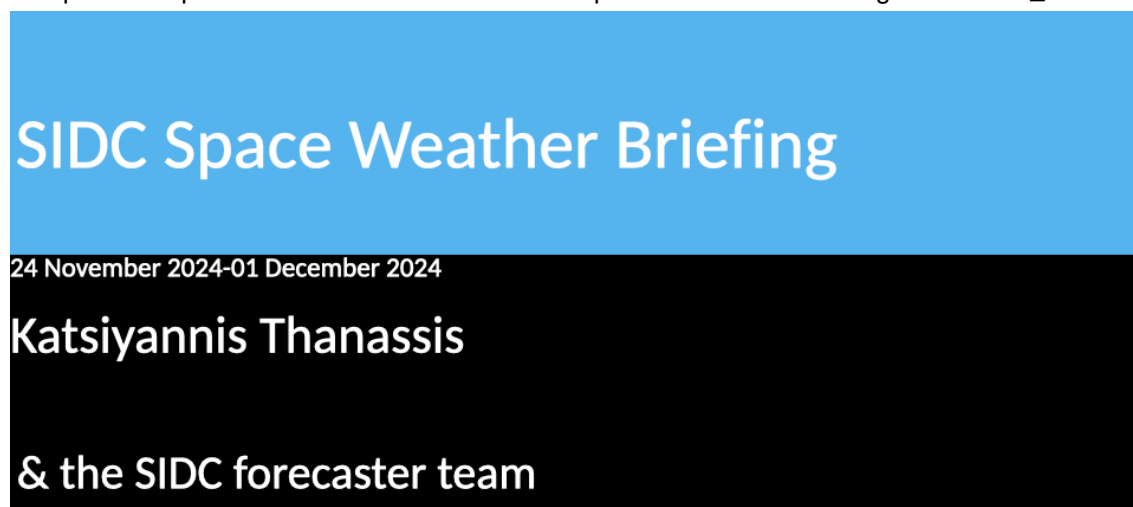 SIDC Space Weather Briefing
24 November 2024-01 December 2024
Katsiyannis Thanassis
& the SIDC forecaster team